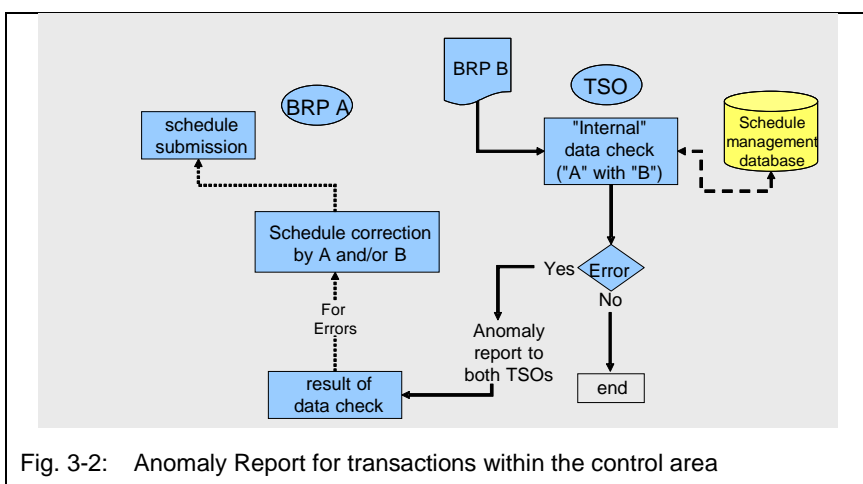 BRP B
TSO
BRP A
schedule
submission
"Internal"
data check
("A" with "B")
Schedule
management
database
Schedule correction
by A and/or B
Yes
Error
No
For
Errors
Anomaly
report to
both TSOs
result of
data check
end
Fig. 3-2: Anomaly Report for transactions within the control area